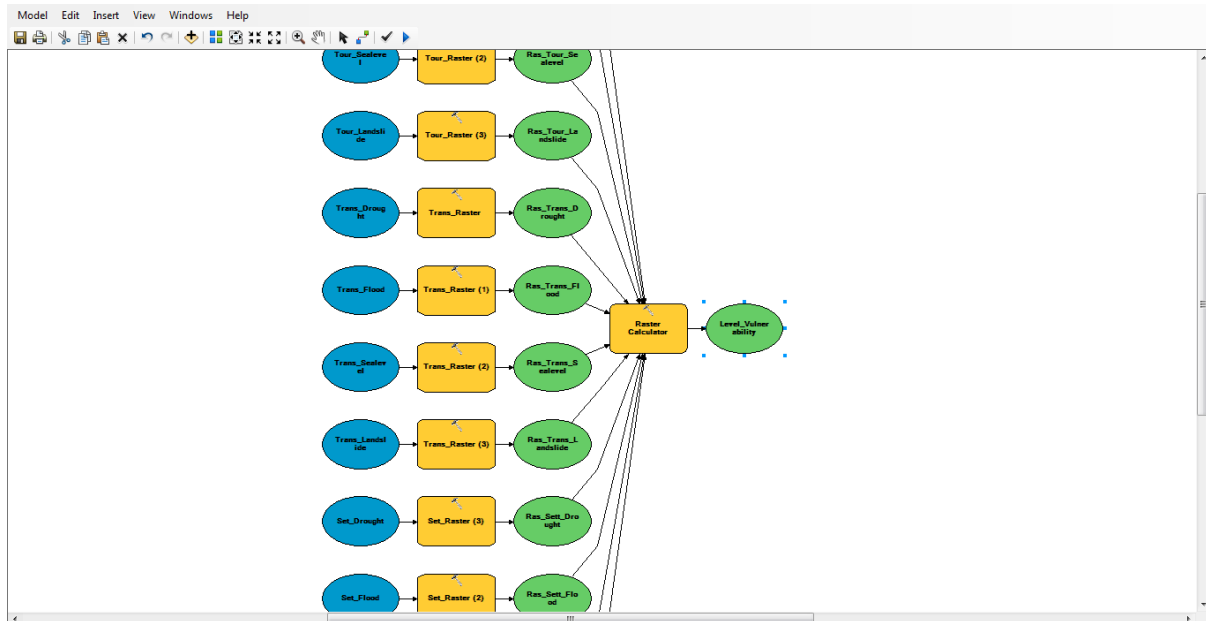 Model Edit Insert View Windows Help
Tour_Sealeve
l
Tour_Raster (2)
Ras_Tour_Se
alevel
Tour_Landsli
de
Tour_Raster (3)
Ras_Tour_La
ndslide
Trans_Droug
ht
Trans_Raster
Ras_Trans_D
rought
Trans_Flood
Trans_Raster (1)
Ras_Trans_Fl
ood
Raster
Calculator
Level_Vulner
ability
Trans_Sealev
el
Trans_Raster (2)
Ras_Trans_S
ealevel
Trans_Landsl
ide
Trans_Raster (3)
Ras_Trans_L
andslide
Set_Drought
Set_Raster (3)
Ras_Sett_Dro
ught
Set_Flood
Set_Raster (2)
Ras_Sett_Flo
od